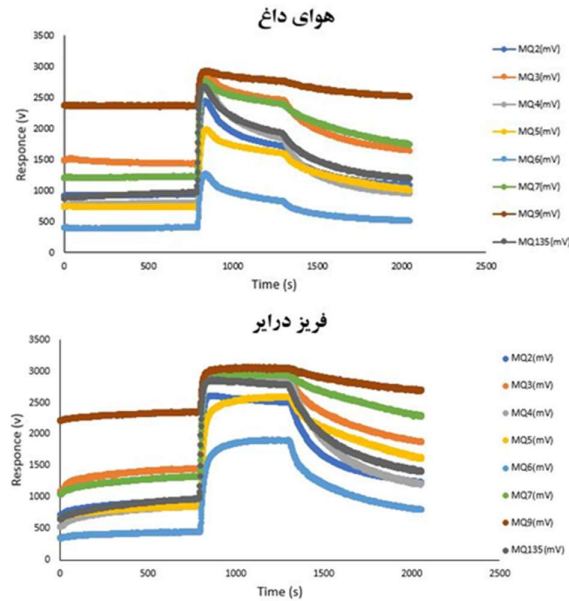 هوای داغ
3500
3000
2500
2000
1500
1000
500
0
Responce (v)
0 500 1000 1500 2000 2500
Time (s)
MQ2(mV)
MQ3(mV)
MQ4(mV)
MQ5(mV)
MQ6(mV)
MQ7(mV)
MQ9(mV)
MQ135(mV)
فریز درایر
3500
3000
2500
2000
1500
1000
500
0
Responce (v)
0 500 1000 1500 2000 2500
Time (s)
MQ2(mV)
MQ3(mV)
MQ4(mV)
MQ5(mV)
MQ6(mV)
MQ7(mV)
MQ9(mV)
MQ135(mV)